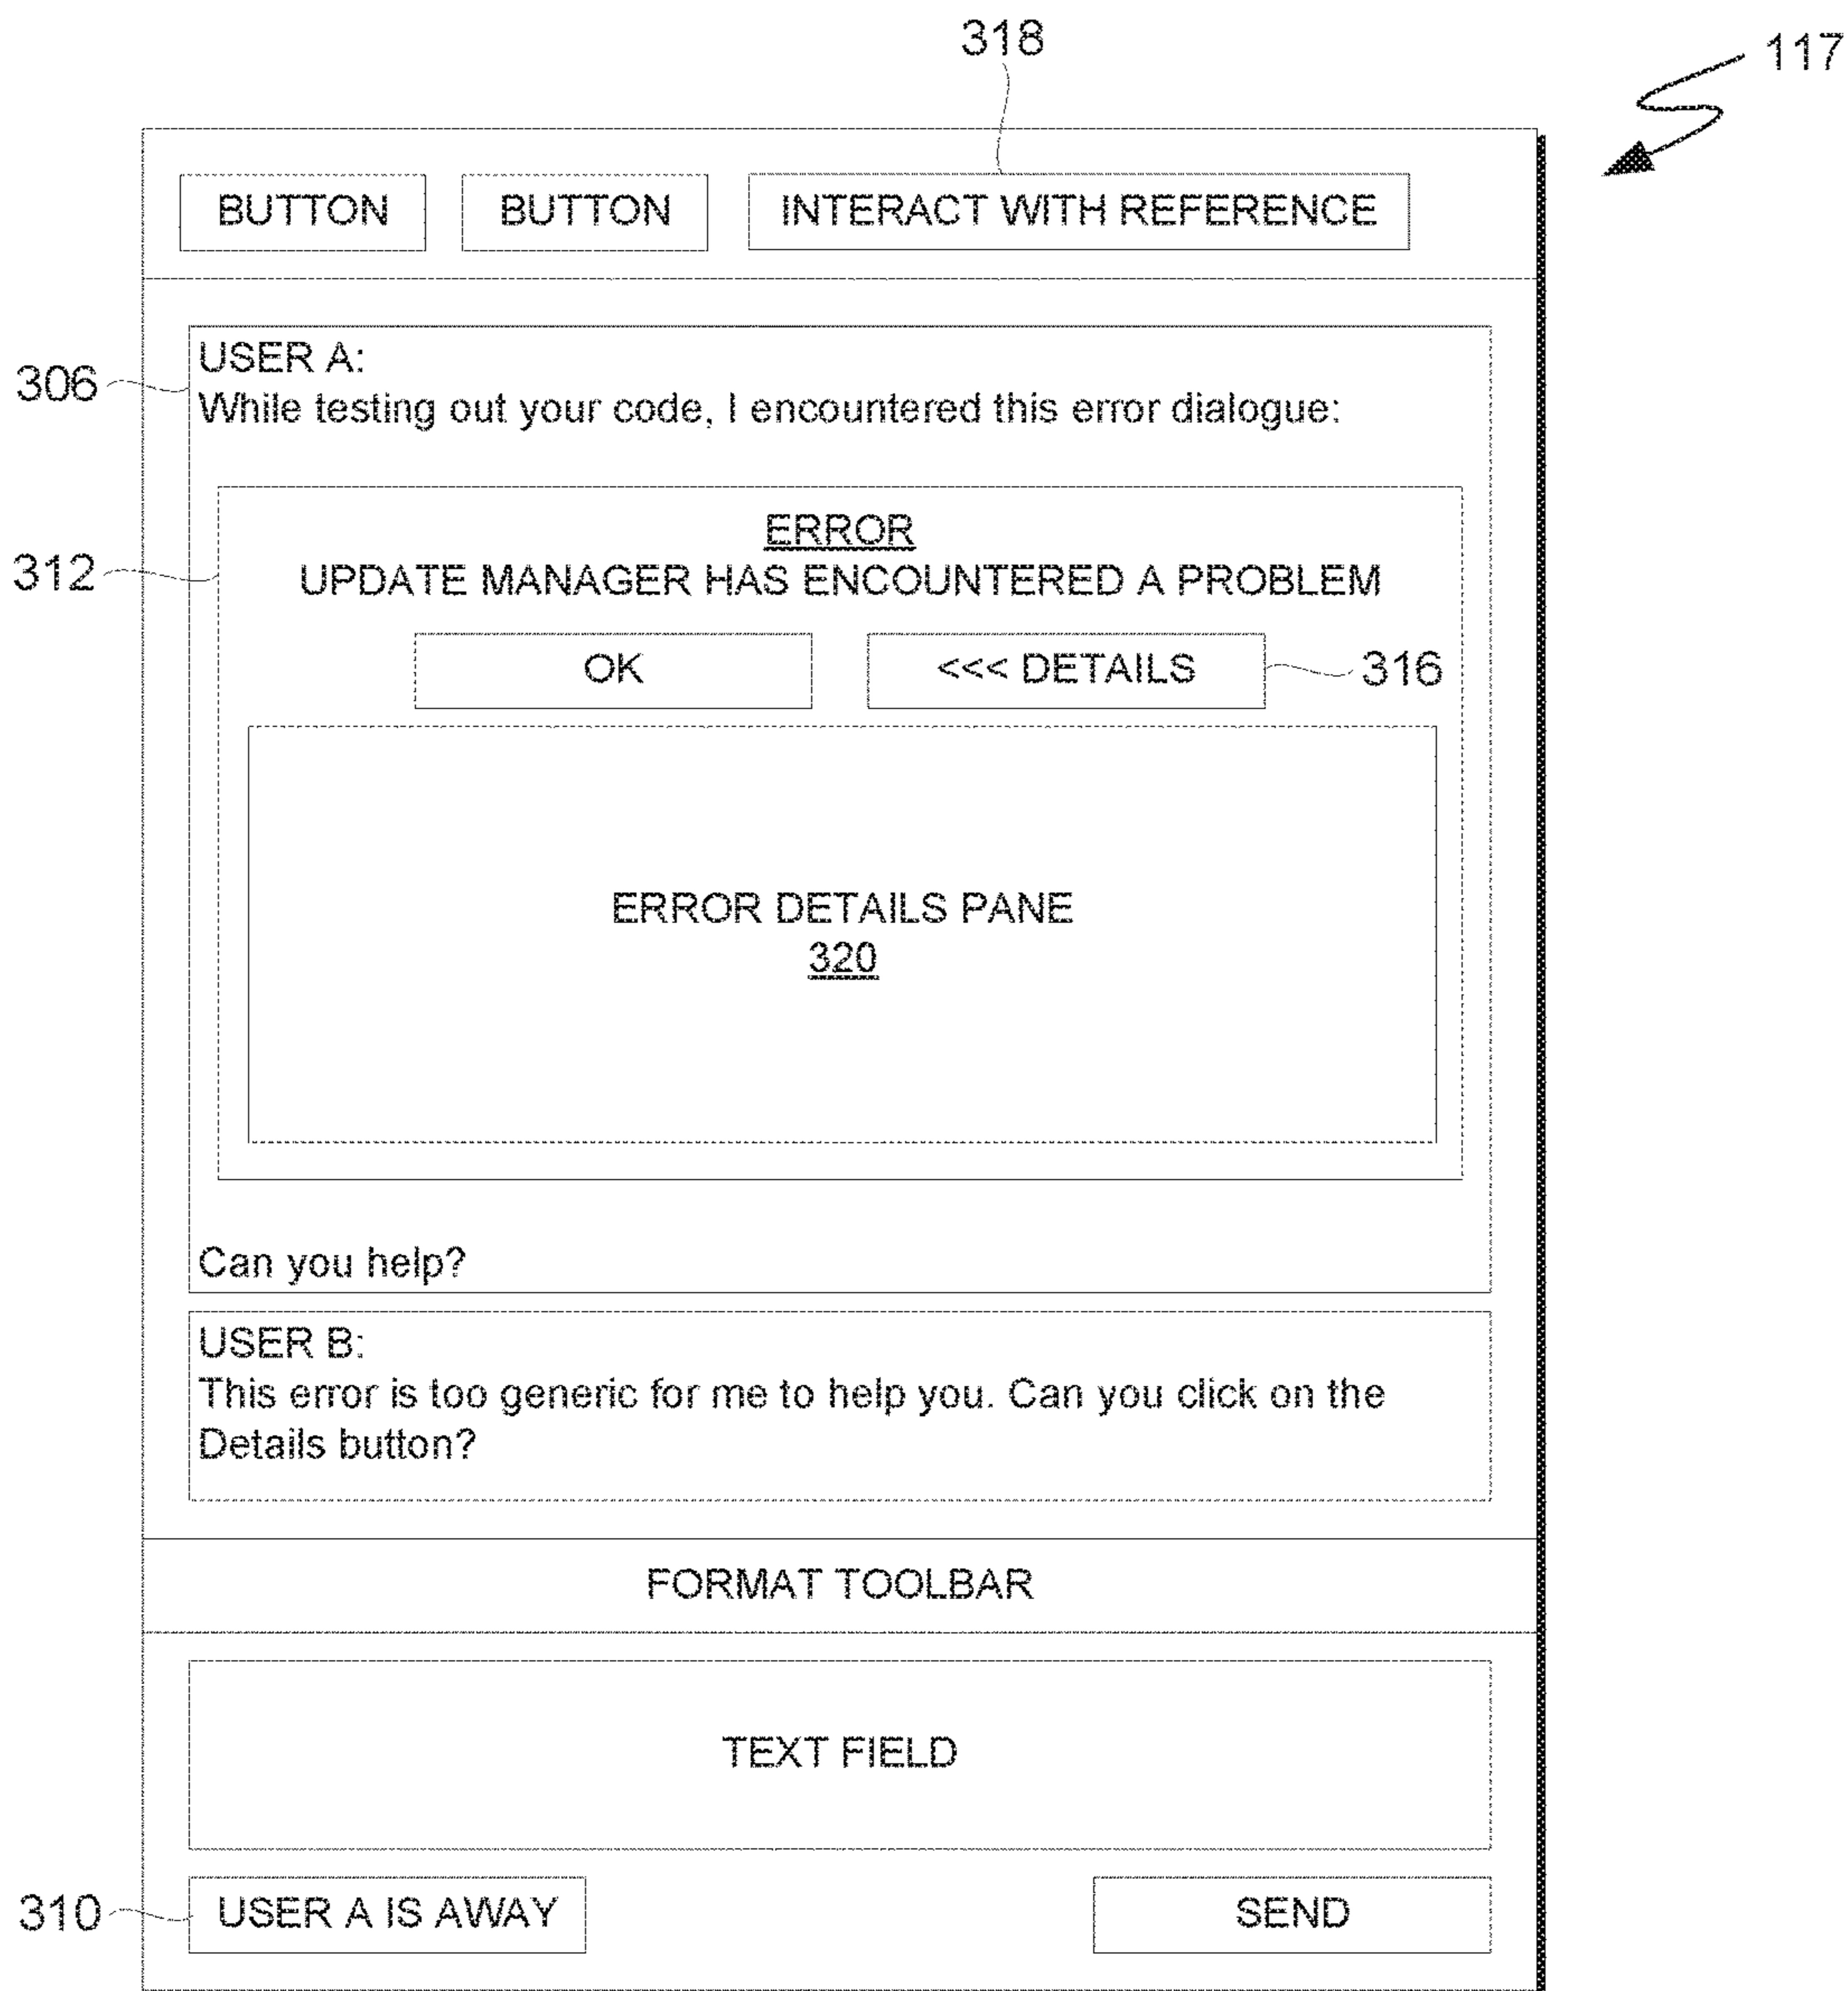 318
117
BUTTON
BUTTON
INTERACT WITH REFERENCE
306
USER A:
While testing out your code, I encountered this error dialogue:
312
ERROR
UPDATE MANAGER HAS ENCOUNTERED A PROBLEM
OK
<<< DETAILS
316
ERROR DETAILS PANE
320
Can you help?
USER B:
This error is too generic for me to help you. Can you click on the
Details button?
FORMAT TOOLBAR
TEXT FIELD
310
USER A IS AWAY
SEND